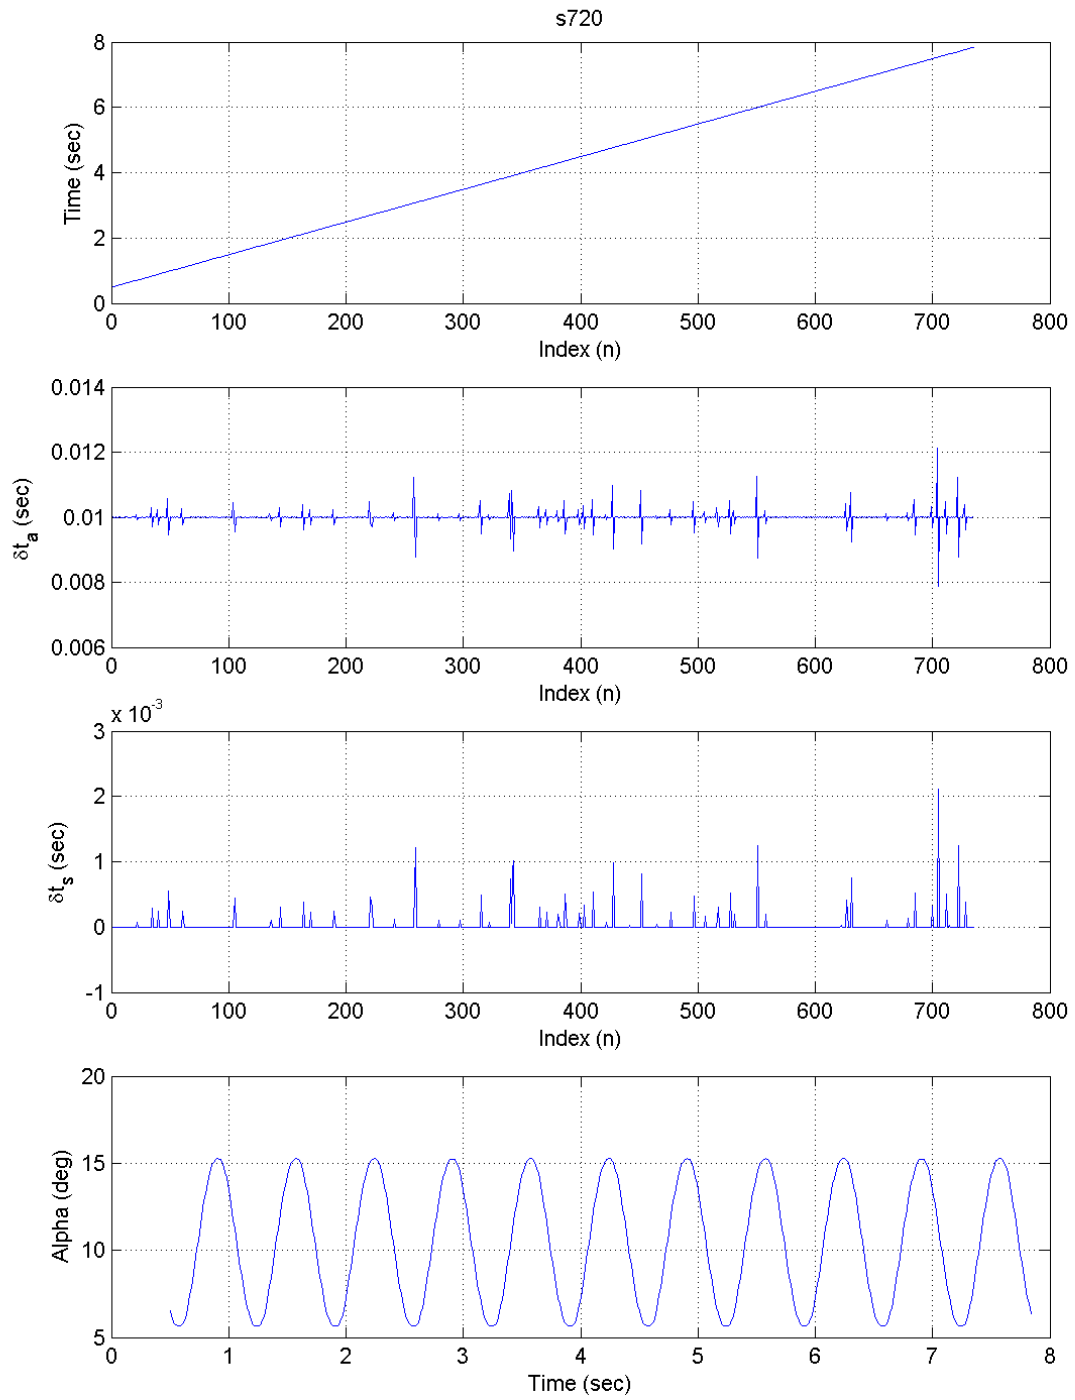 s720
8
6
4
2
0
Time (sec)
0 100 200 300 400 500 600 700 800
Index (n)
0.014
0.012
0.01
0.008
0.006
δtₐ (sec)
0 100 200 300 400 500 600 700 800
Index (n)
x 10⁻³
3
2
1
0
-1
δtₛ (sec)
0 100 200 300 400 500 600 700 800
Index (n)
20
15
10
5
Alpha (deg)
0 1 2 3 4 5 6 7 8
Time (sec)